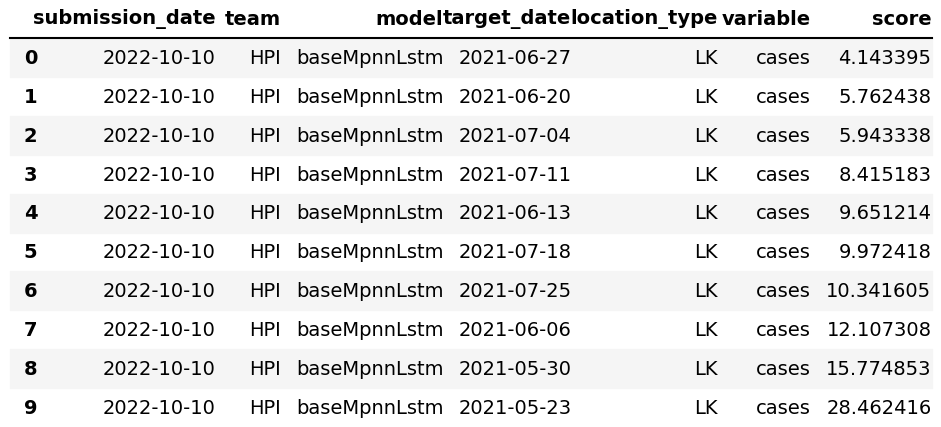 submission_date team model target_date location_type variable score
0 2022-10-10 HPI baseMpnnLstm 2021-06-27 LK cases 4.143395
1 2022-10-10 HPI baseMpnnLstm 2021-06-20 LK cases 5.762438
2 2022-10-10 HPI baseMpnnLstm 2021-07-04 LK cases 5.943338
3 2022-10-10 HPI baseMpnnLstm 2021-07-11 LK cases 8.415183
4 2022-10-10 HPI baseMpnnLstm 2021-06-13 LK cases 9.651214
5 2022-10-10 HPI baseMpnnLstm 2021-07-18 LK cases 9.972418
6 2022-10-10 HPI baseMpnnLstm 2021-07-25 LK cases 10.341605
7 2022-10-10 HPI baseMpnnLstm 2021-06-06 LK cases 12.107308
8 2022-10-10 HPI baseMpnnLstm 2021-05-30 LK cases 15.774853
9 2022-10-10 HPI baseMpnnLstm 2021-05-23 LK cases 28.462416